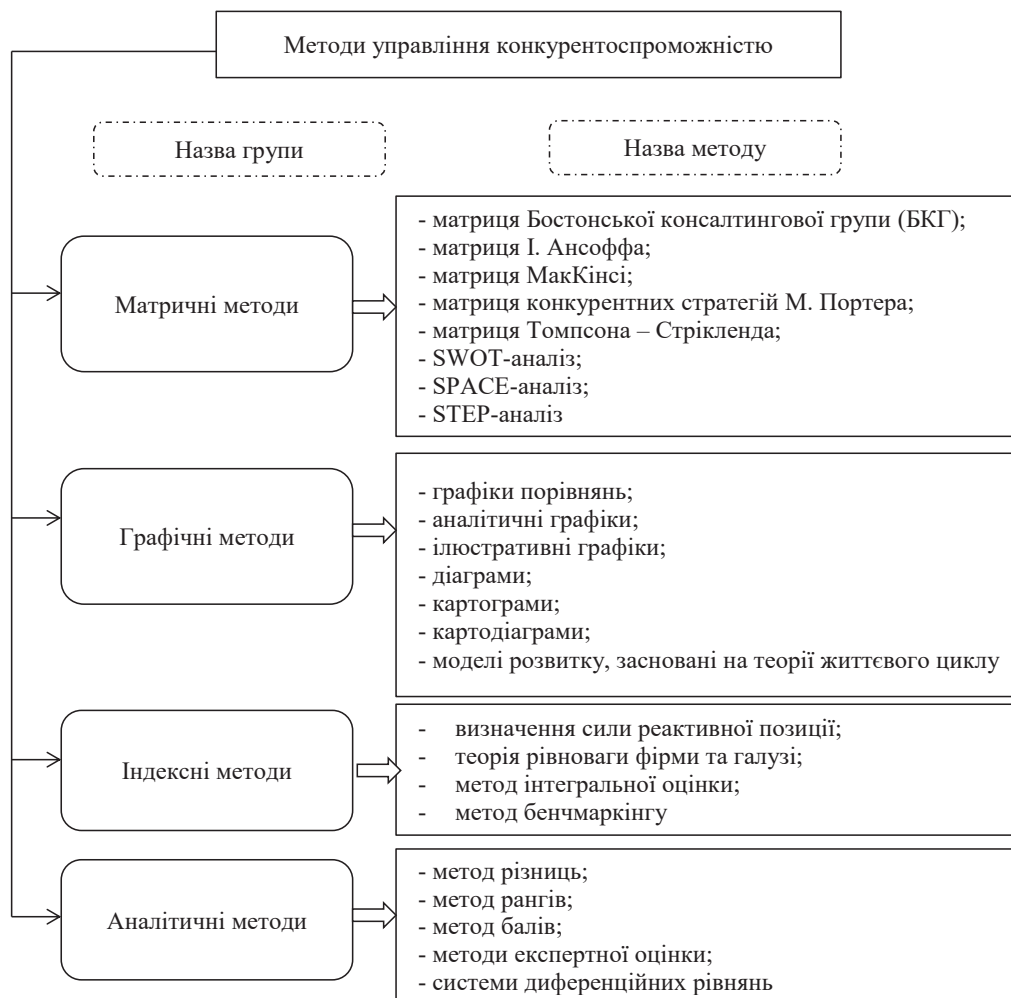 Методи управління конкурентоспроможністю
Назва групи
Назва методу
Матричні методи
- матриця Бостонської консалтингової групи (БКГ);
- матриця І. Ансоффа;
- матриця МакКінсі;
- матриця конкурентних стратегій М. Портера;
- матриця Томпсона – Стрікленда;
- SWOT-аналіз;
- SPACE-аналіз;
- STEP-аналіз
Графічні методи
- графіки порівнянь;
- аналітичні графіки;
- ілюстративні графіки;
- діаграми;
- картограми;
- картодіаграми;
- моделі розвитку, засновані на теорії життєвого циклу
Індексні методи
- визначення сили реактивної позиції;
- теорія рівноваги фірми та галузі;
- метод інтегральної оцінки;
- метод бенчмаркінгу
Аналітичні методи
- метод різниць;
- метод рангів;
- метод балів;
- методи експертної оцінки;
- системи диференційних рівнянь